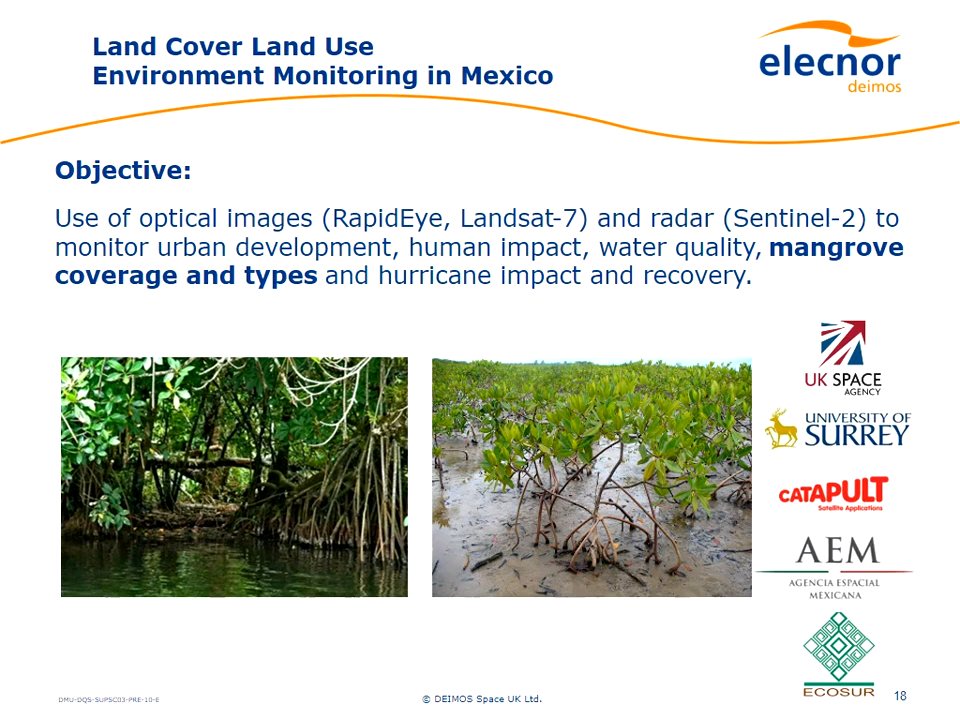 Land Cover Land Use
Environment Monitoring in Mexico
elecnor
deimos
Objective:
Use of optical images (RapidEye, Landsat-7) and radar (Sentinel-2) to
monitor urban development, human impact, water quality, mangrove
coverage and types and hurricane impact and recovery.
UK SPACE
AGENCY
UNIVERSITY OF
SURREY
CATAPULT
Satellite Applications
AEM
AGENCIA ESPACIAL
MEXICANA
ECOSUR
DMU-DQS-SUPSC03-PRE-10-E
© DEIMOS Space UK Ltd.
18